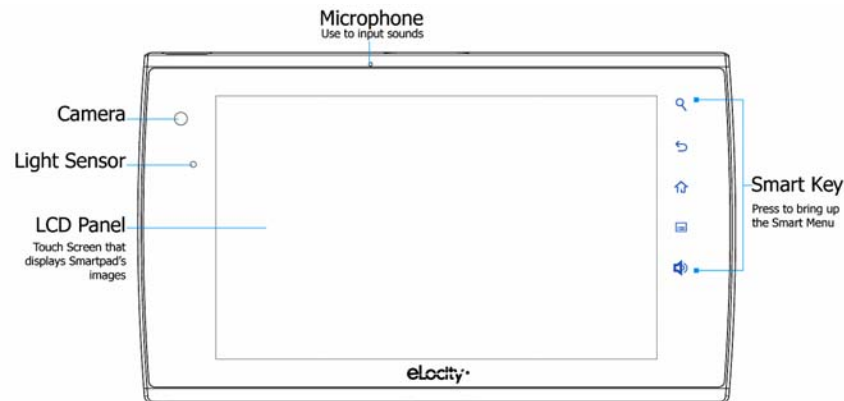 Microphone
Use to input sounds
Camera
Light Sensor
LCD Panel
Touch Screen that
displays Smartpad's
images
Smart Key
Press to bring up
the Smart Menu
eLocity